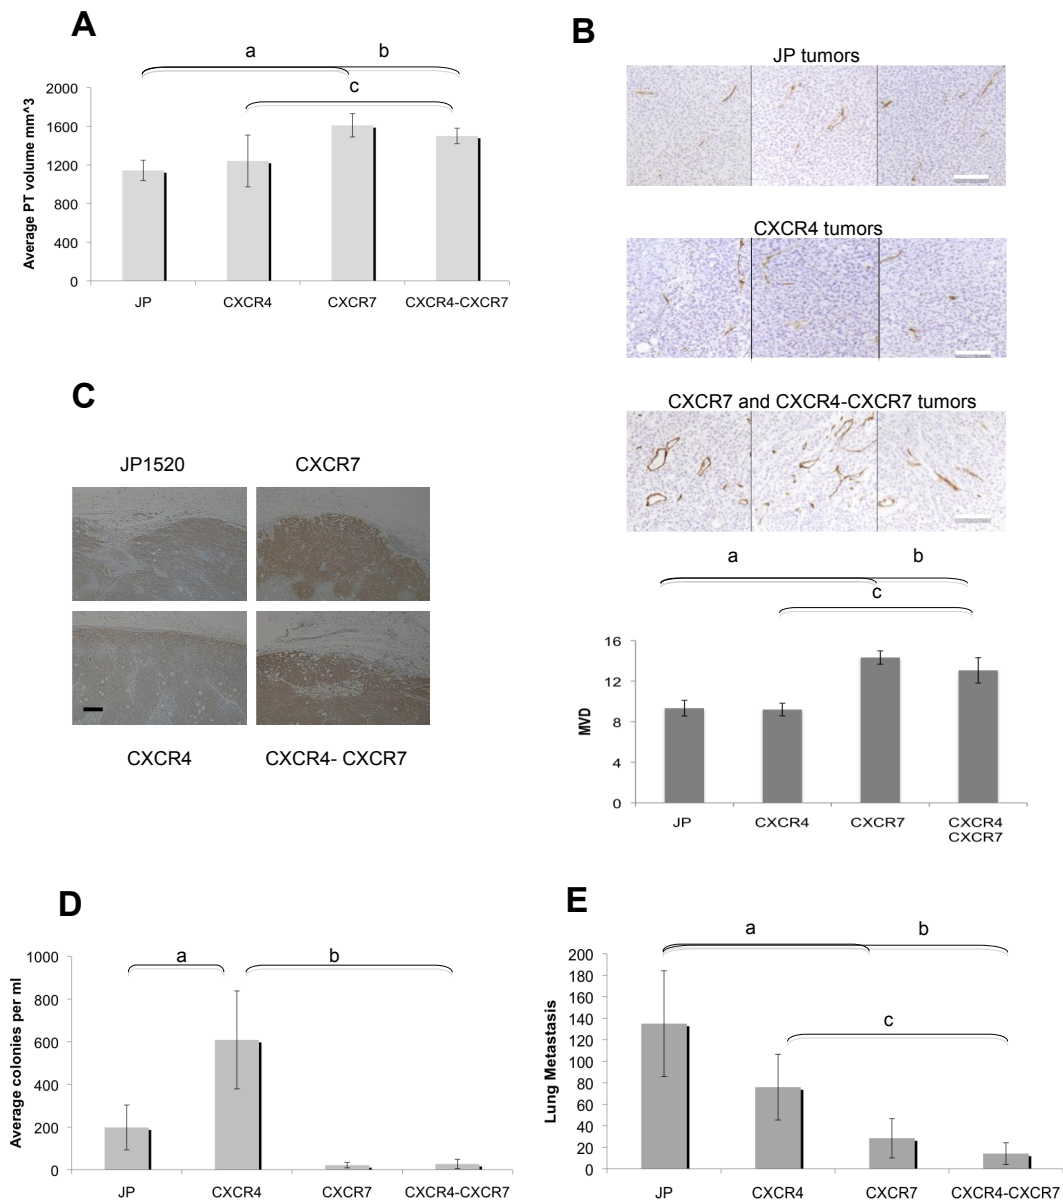 A
a
b
c
2000
1600
1200
800
400
0
Average PT volume mm^3
JP
CXCR4
CXCR7
CXCR4-CXCR7
B
JP tumors
CXCR4 tumors
CXCR7 and CXCR4-CXCR7 tumors
a
b
c
16
12
8
4
0
MVD
JP
CXCR4
CXCR7
CXCR4
CXCR7
C
JP1520
CXCR7
CXCR4
CXCR4- CXCR7
D
a
b
1000
800
600
400
200
0
Average colonies per ml
JP
CXCR4
CXCR7
CXCR4-CXCR7
E
a
b
c
200
180
160
140
120
100
80
60
40
20
0
Lung Metastasis
JP
CXCR4
CXCR7
CXCR4-CXCR7